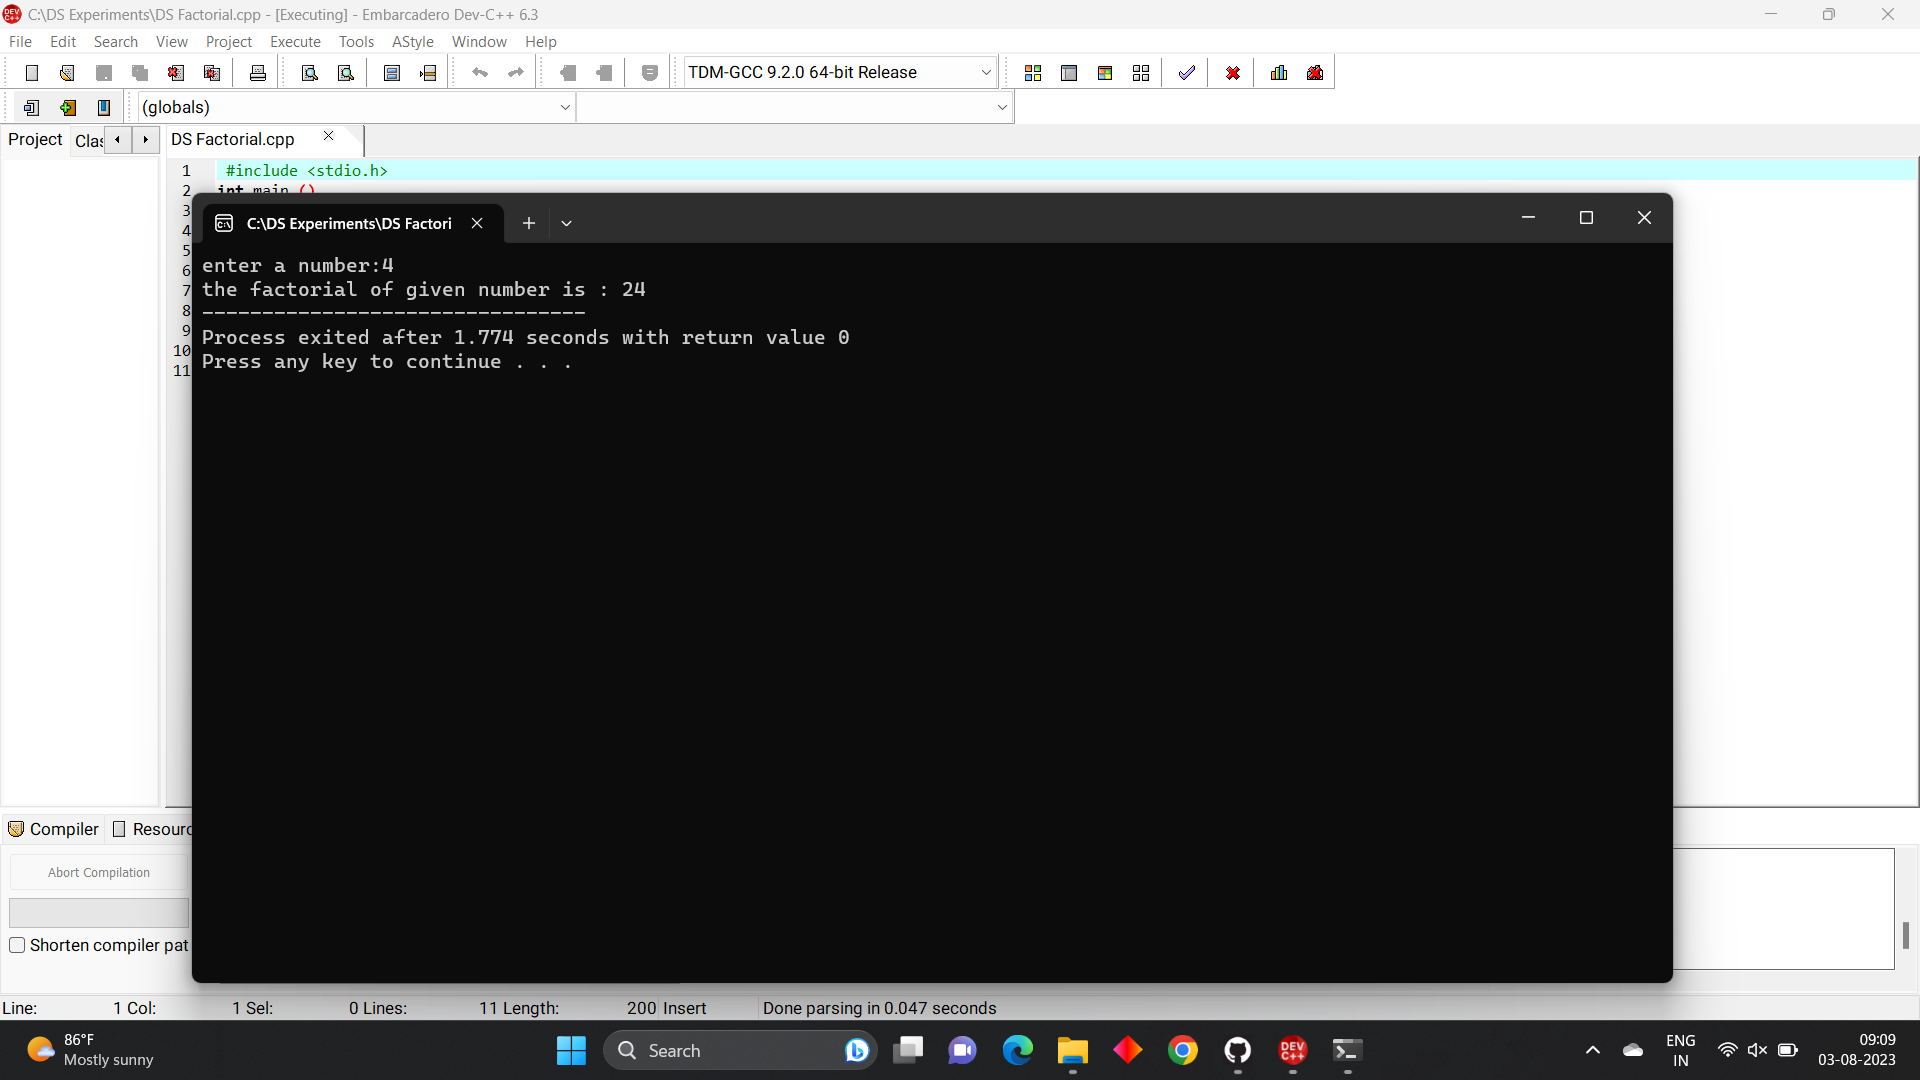 C:\DS Experiments\DS Factorial.cpp - [Executing] - Embarcadero Dev-C++ 6.3
File Edit Search View Project Execute Tools AStyle Window Help
TDM-GCC 9.2.0 64-bit Release
(globals)
Project Clas DS Factorial.cpp
1 #include <stdio.h>
2 int main ()
3
4
5
6
7
8
9
10
11
C:\DS Experiments\DS Factori
enter a number:4
the factorial of given number is : 24
--------------------------------
Process exited after 1.774 seconds with return value 0
Press any key to continue . . .
Compiler Resourc
Abort Compilation
Shorten compiler pat
Line: 1 Col: 1 Sel: 0 Lines: 11 Length: 200 Insert Done parsing in 0.047 seconds
86°F
Mostly sunny
Search
DEV C++
ENG
IN
09:09
03-08-2023